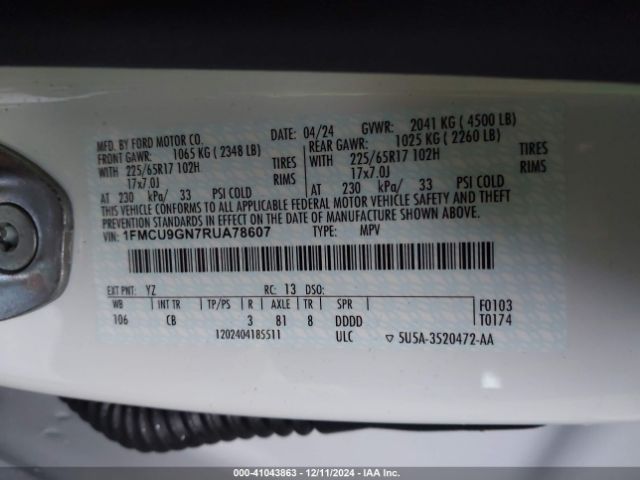 MFG. BY FORD MOTOR CO. DATE: 04/24 GVWR: 2041 KG ( 4500 LB)
FRONT GAWR: 1065 KG ( 2348 LB) REAR GAWR: 1025 KG ( 2260 LB)
WITH 225/65R17 102H TIRES WITH 225/65R17 102H TIRES
17x7.0J RIMS 17x7.0J RIMS
AT 230 kPa/ 33 PSI COLD AT 230 kPa/ 33 PSI COLD
THIS VEHICLE CONFORMS TO ALL APPLICABLE FEDERAL MOTOR VEHICLE SAFETY AND THEFT
PREVENTION STANDARDS IN EFFECT ON THE DATE OF MANUFACTURE SHOWN ABOVE.
VIN: 1FMCU9GN7RUA78607 TYPE: MPV
EXT PNT: YZ RC: 13 DSO:
WB INT TR TP/PS R AXLE TR SPR F0103
106 CB 3 81 8 DDDD T0174
1202404185511 ULC ▽ 5U5A-3520472-AA
000-41043863 - 12/11/2024 - IAA Inc.